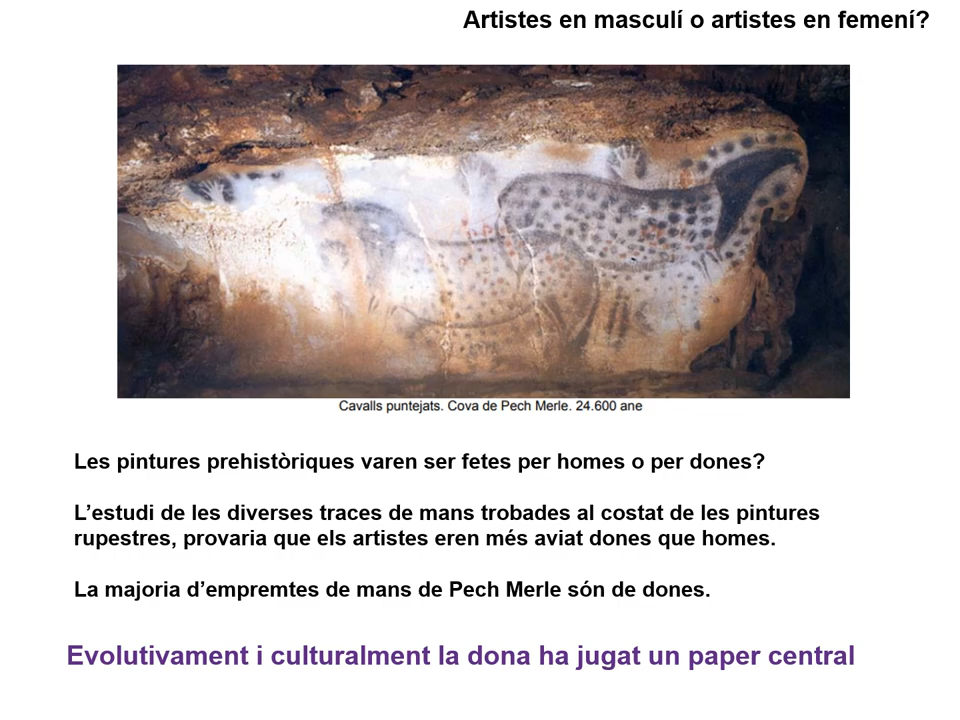 Artistes en masculí o artistes en femení?
Cavalls puntejats. Cova de Pech Merle. 24.600 ane
Les pintures prehistòriques varen ser fetes per homes o per dones?
L’estudi de les diverses traces de mans trobades al costat de les pintures
rupestres, provaria que els artistes eren més aviat dones que homes.
La majoria d’empremtes de mans de Pech Merle són de dones.
Evolutivament i culturalment la dona ha jugat un paper central